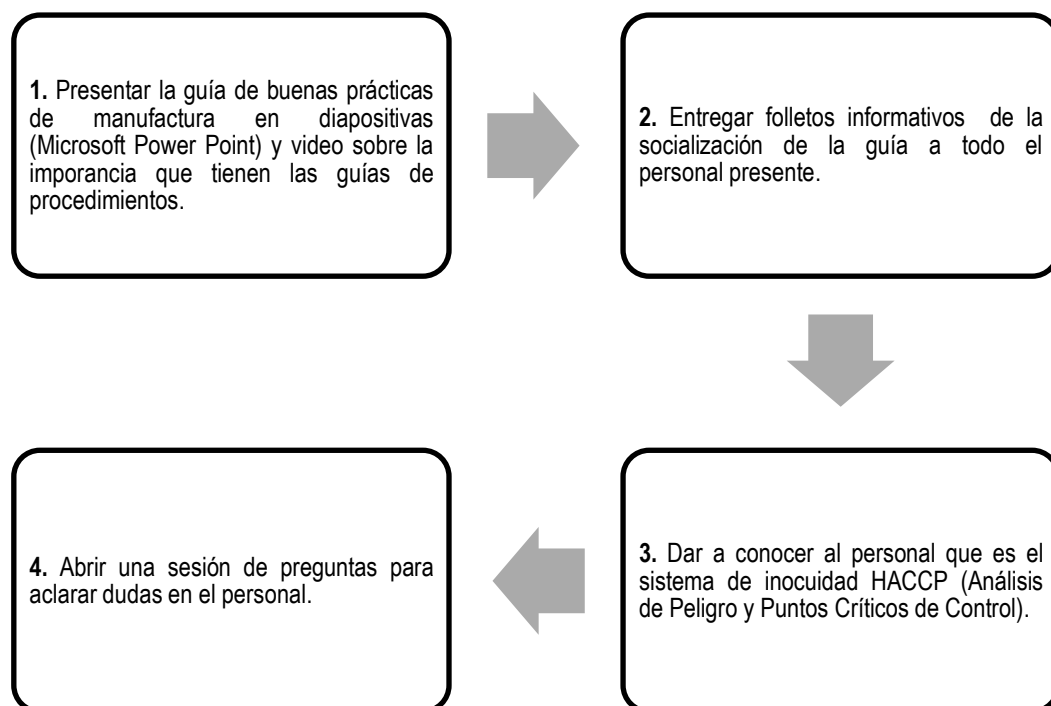 1. Presentar la guía de buenas prácticas
de manufactura en diapositivas
(Microsoft Power Point) y video sobre la
imporancia que tienen las guías de
procedimientos.
2. Entregar folletos informativos de la
socialización de la guía a todo el
personal presente.
3. Dar a conocer al personal que es el
sistema de inocuidad HACCP (Análisis
de Peligro y Puntos Críticos de Control).
4. Abrir una sesión de preguntas para
aclarar dudas en el personal.